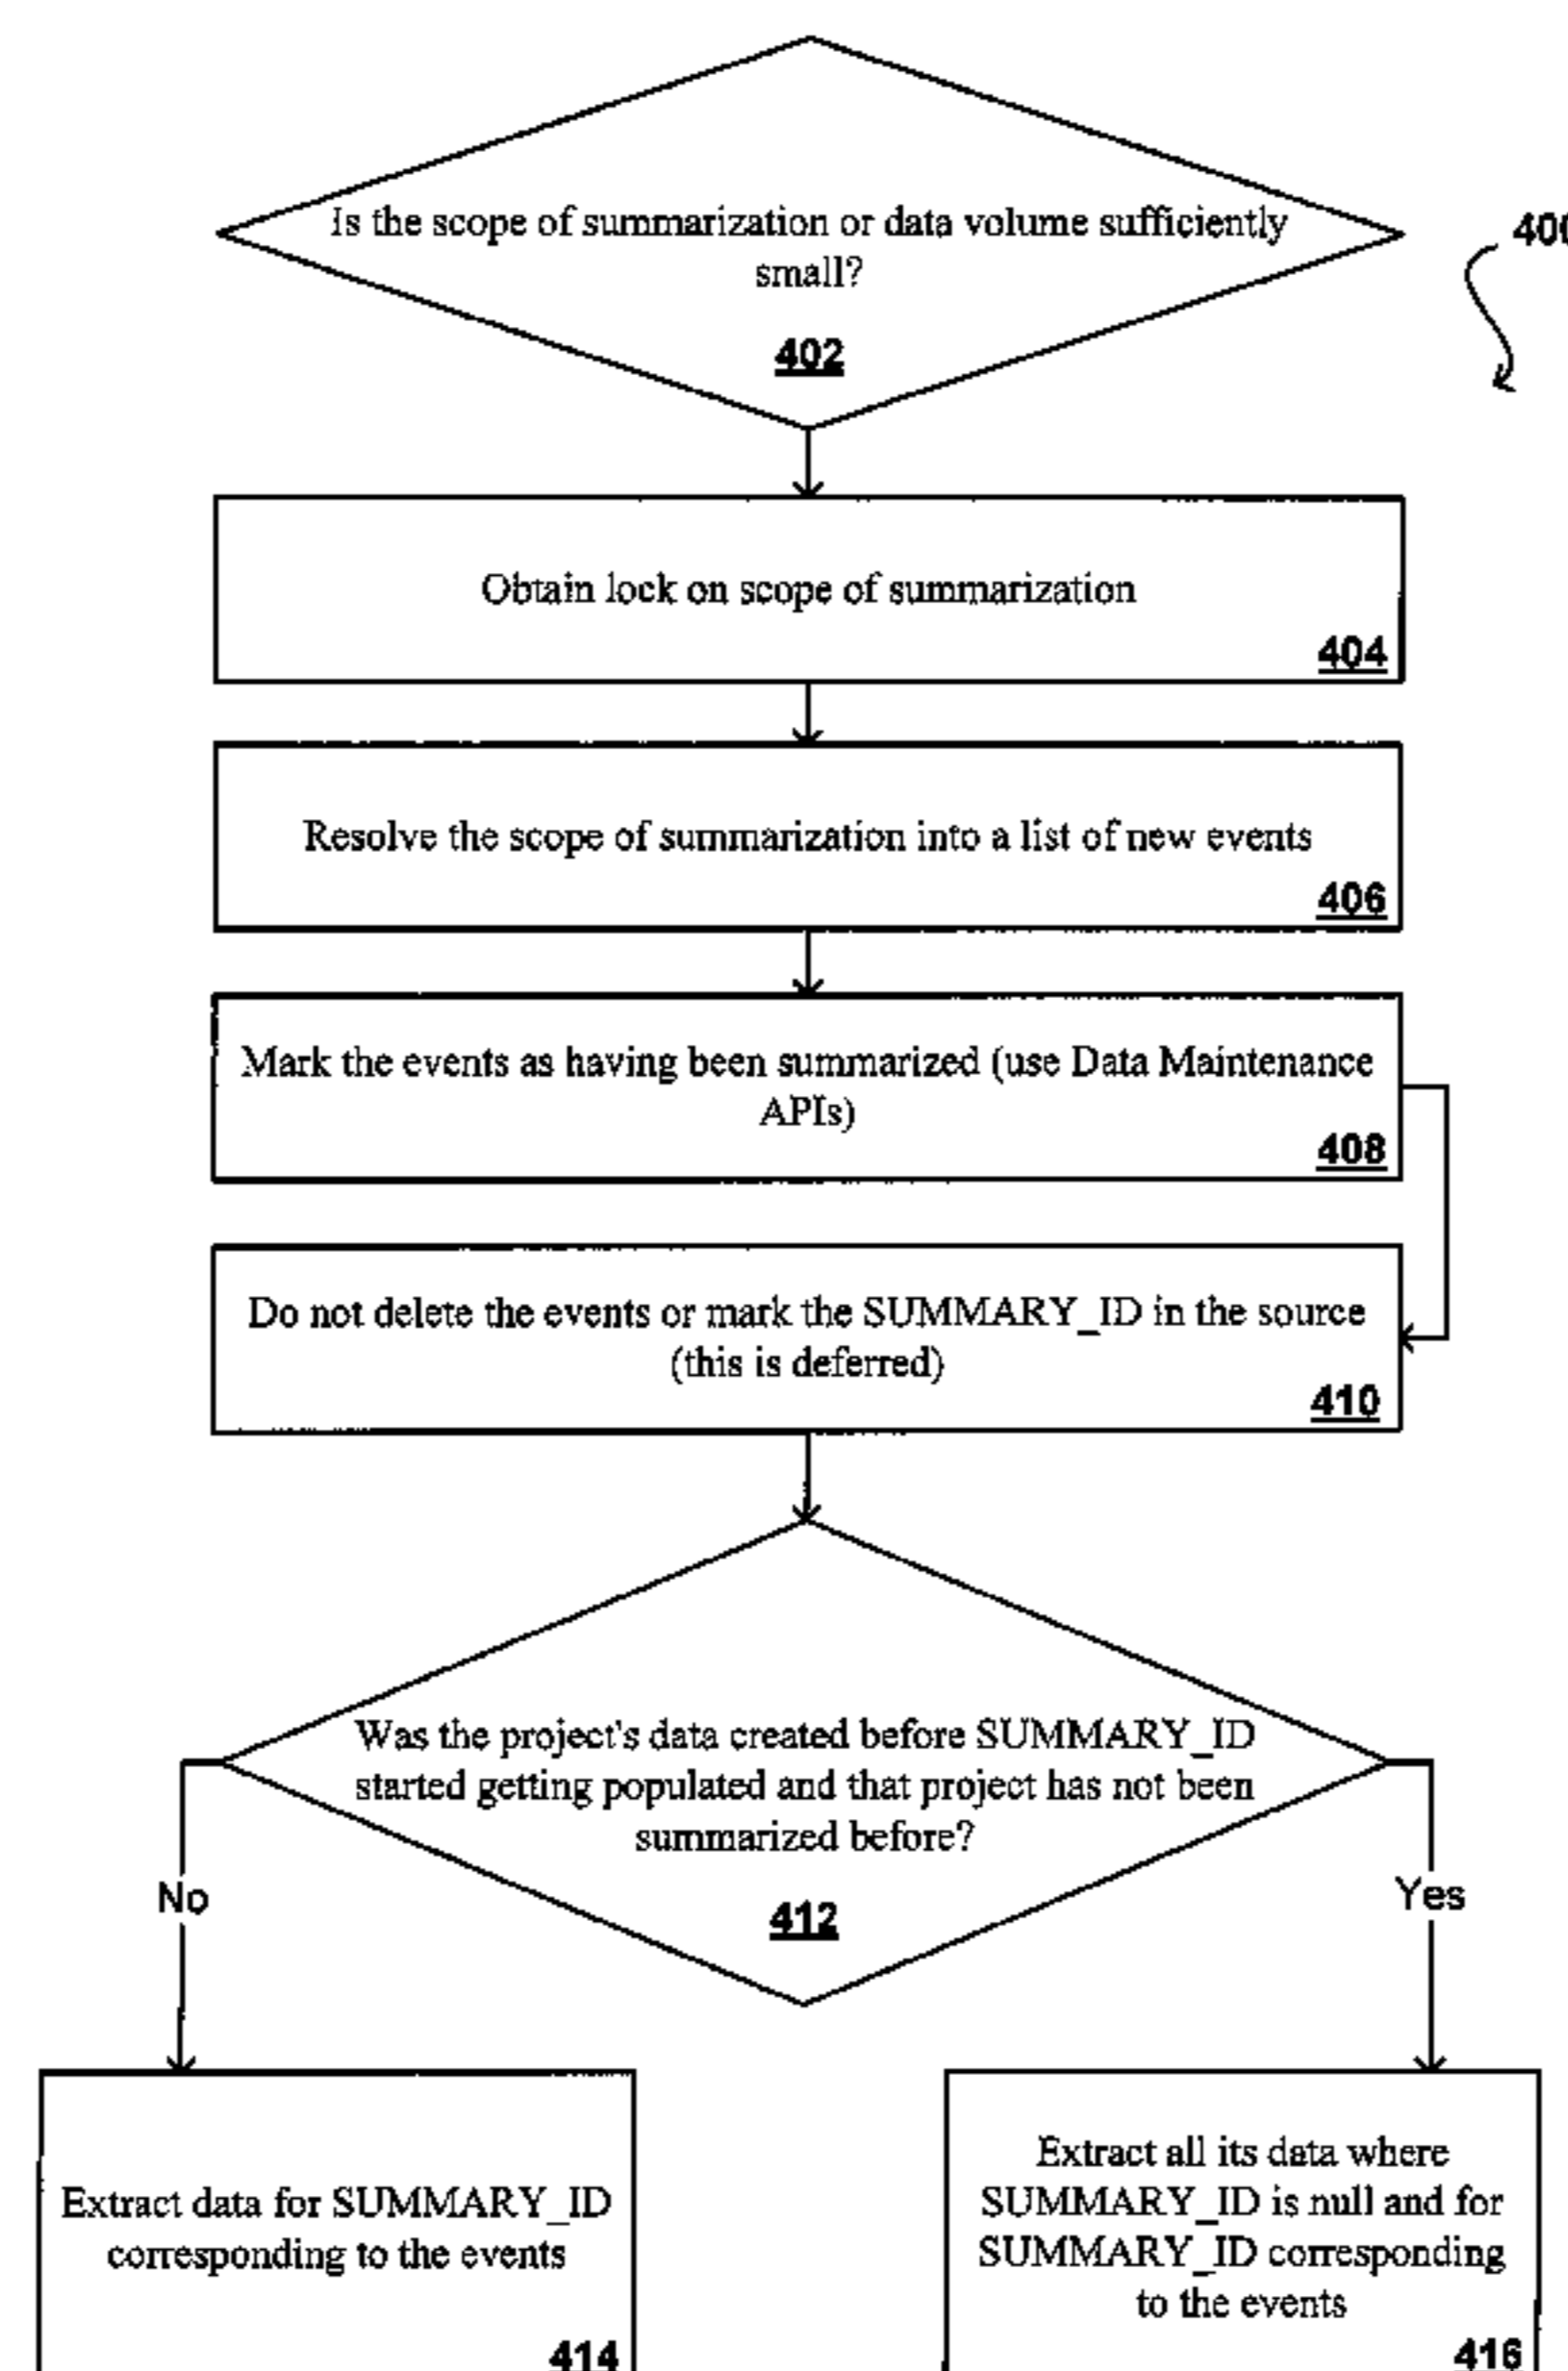 Is the scope of summarization or data volume sufficiently
small?
402
400
Obtain lock on scope of summarization
404
Resolve the scope of summarization into a list of new events
406
Mark the events as having been summarized (use Data Maintenance
APIs)
408
Do not delete the events or mark the SUMMARY_ID in the source
(this is deferred)
410
Was the project's data created before SUMMARY_ID
started getting populated and that project has not been
summarized before?
412
No
Yes
Extract data for SUMMARY_ID
corresponding to the events
414
Extract all its data where
SUMMARY_ID is null and for
SUMMARY_ID corresponding
to the events
416